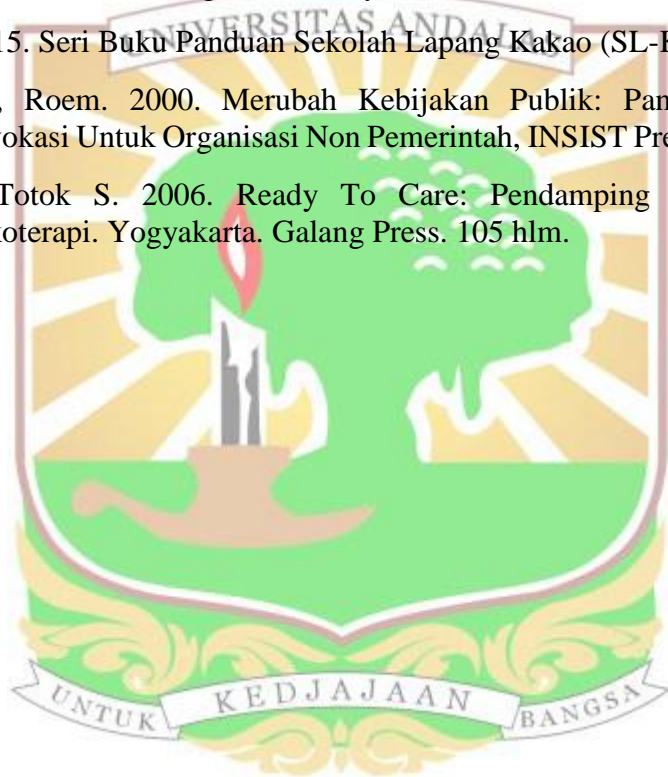 UNIVERSITAS ANDALAS
15. Seri Buku Panduan Sekolah Lapang Kakao (SL-
, Roem. 2000. Merubah Kebijakan Publik: Pan
okasi Untuk Organisasi Non Pemerintah, INSIST Pre
Totok S. 2006. Ready To Care: Pendamping
koterapi. Yogyakarta. Galang Press. 105 hlm.
UNTUK KEDJAJAAN BANGSA